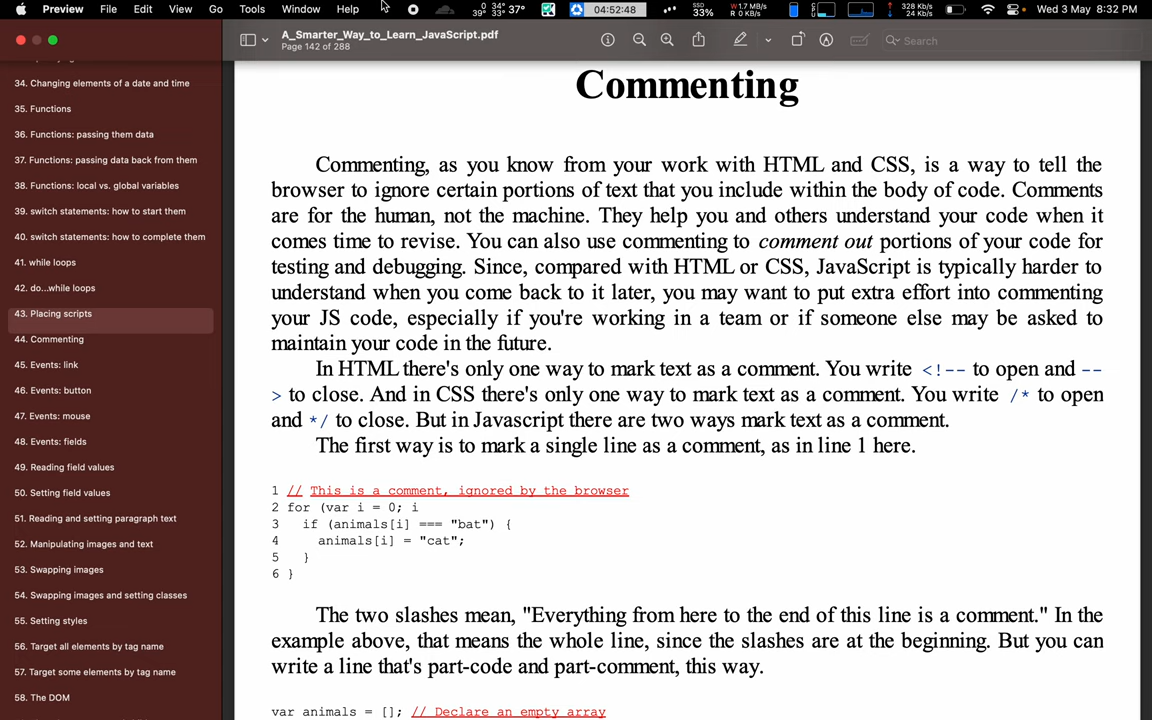 Preview File Edit View Go Tools Window Help 0 39° 34° 33° 37° 04:52:48 SSD 33% W 1.7 MB/s R 0 KB/s 328 Kb/s 24 Kb/s Wed 3 May 8:32 PM
A_Smarter_Way_to_Learn_JavaScript.pdf
Page 142 of 288
Search
34. Changing elements of a date and time
35. Functions
36. Functions: passing them data
37. Functions: passing data back from them
38. Functions: local vs. global variables
39. switch statements: how to start them
40. switch statements: how to complete them
41. while loops
42. do...while loops
43. Placing scripts
44. Commenting
45. Events: link
46. Events: button
47. Events: mouse
48. Events: fields
49. Reading field values
50. Setting field values
51. Reading and setting paragraph text
52. Manipulating images and text
53. Swapping images
54. Swapping images and setting classes
55. Setting styles
56. Target all elements by tag name
57. Target some elements by tag name
58. The DOM
Commenting
Commenting, as you know from your work with HTML and CSS, is a way to tell the
browser to ignore certain portions of text that you include within the body of code. Comments
are for the human, not the machine. They help you and others understand your code when it
comes time to revise. You can also use commenting to comment out portions of your code for
testing and debugging. Since, compared with HTML or CSS, JavaScript is typically harder to
understand when you come back to it later, you may want to put extra effort into commenting
your JS code, especially if you're working in a team or if someone else may be asked to
maintain your code in the future.
In HTML there's only one way to mark text as a comment. You write <!-- to open and --
> to close. And in CSS there's only one way to mark text as a comment. You write /* to open
and */ to close. But in Javascript there are two ways mark text as a comment.
The first way is to mark a single line as a comment, as in line 1 here.
1 // This is a comment, ignored by the browser
2 for (var i = 0; i
3 if (animals[i] === "bat") {
4 animals[i] = "cat";
5 }
6 }
The two slashes mean, "Everything from here to the end of this line is a comment." In the
example above, that means the whole line, since the slashes are at the beginning. But you can
write a line that's part-code and part-comment, this way.
var animals = []; // Declare an empty array